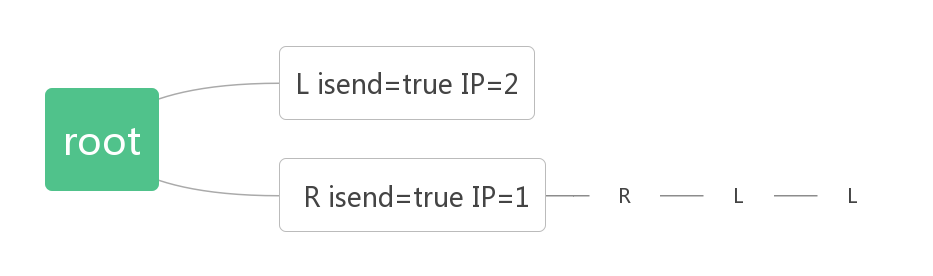 root
L isend=true IP=2
R isend=true IP=1
R
L
L